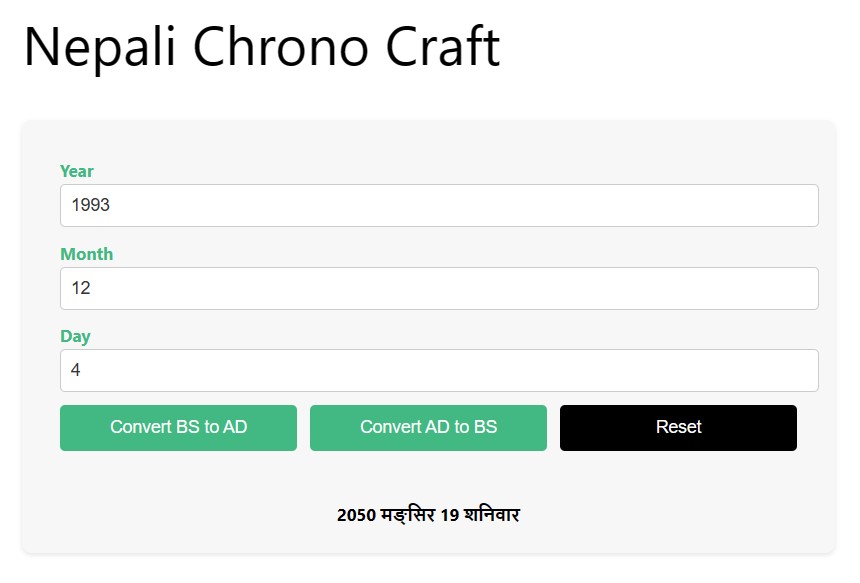 Nepali Chrono Craft
Year
1993
Month
12
Day
4
Convert BS to AD Convert AD to BS Reset
2050 मङ्सिर 19 शनिवार